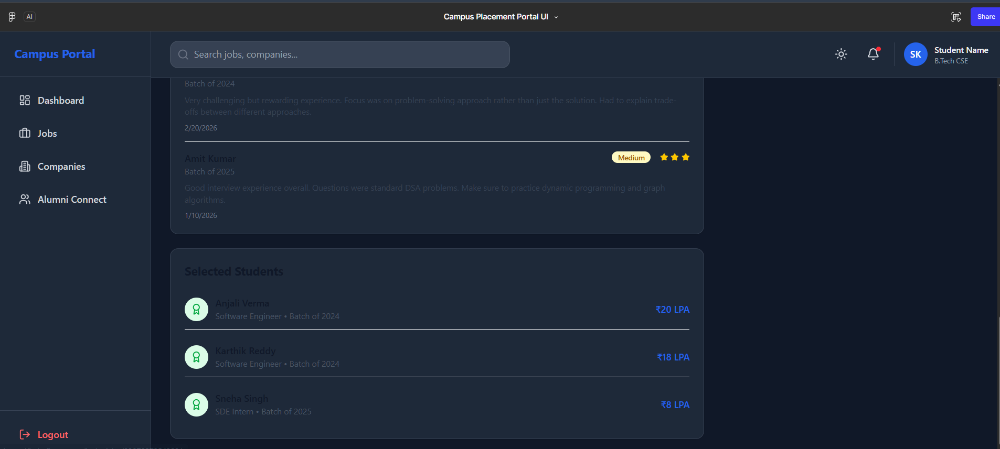 AI
Campus Placement Portal UI
Share
Campus Portal
Search jobs, companies...
SK
Student Name
B.Tech CSE
Dashboard
Jobs
Companies
Alumni Connect
Logout
Batch of 2024
Very challenging but rewarding experience. Focus was on problem-solving approach rather than just the solution. Had to explain trade-
offs between different approaches.
2/20/2026
Amit Kumar
Medium
Batch of 2025
Good interview experience overall. Questions were standard DSA problems. Make sure to practice dynamic programming and graph
algorithms.
1/10/2026
Selected Students
Anjali Verma
Software Engineer • Batch of 2024
₹20 LPA
Karthik Reddy
Software Engineer • Batch of 2024
₹18 LPA
Sneha Singh
SDE Intern • Batch of 2025
₹8 LPA